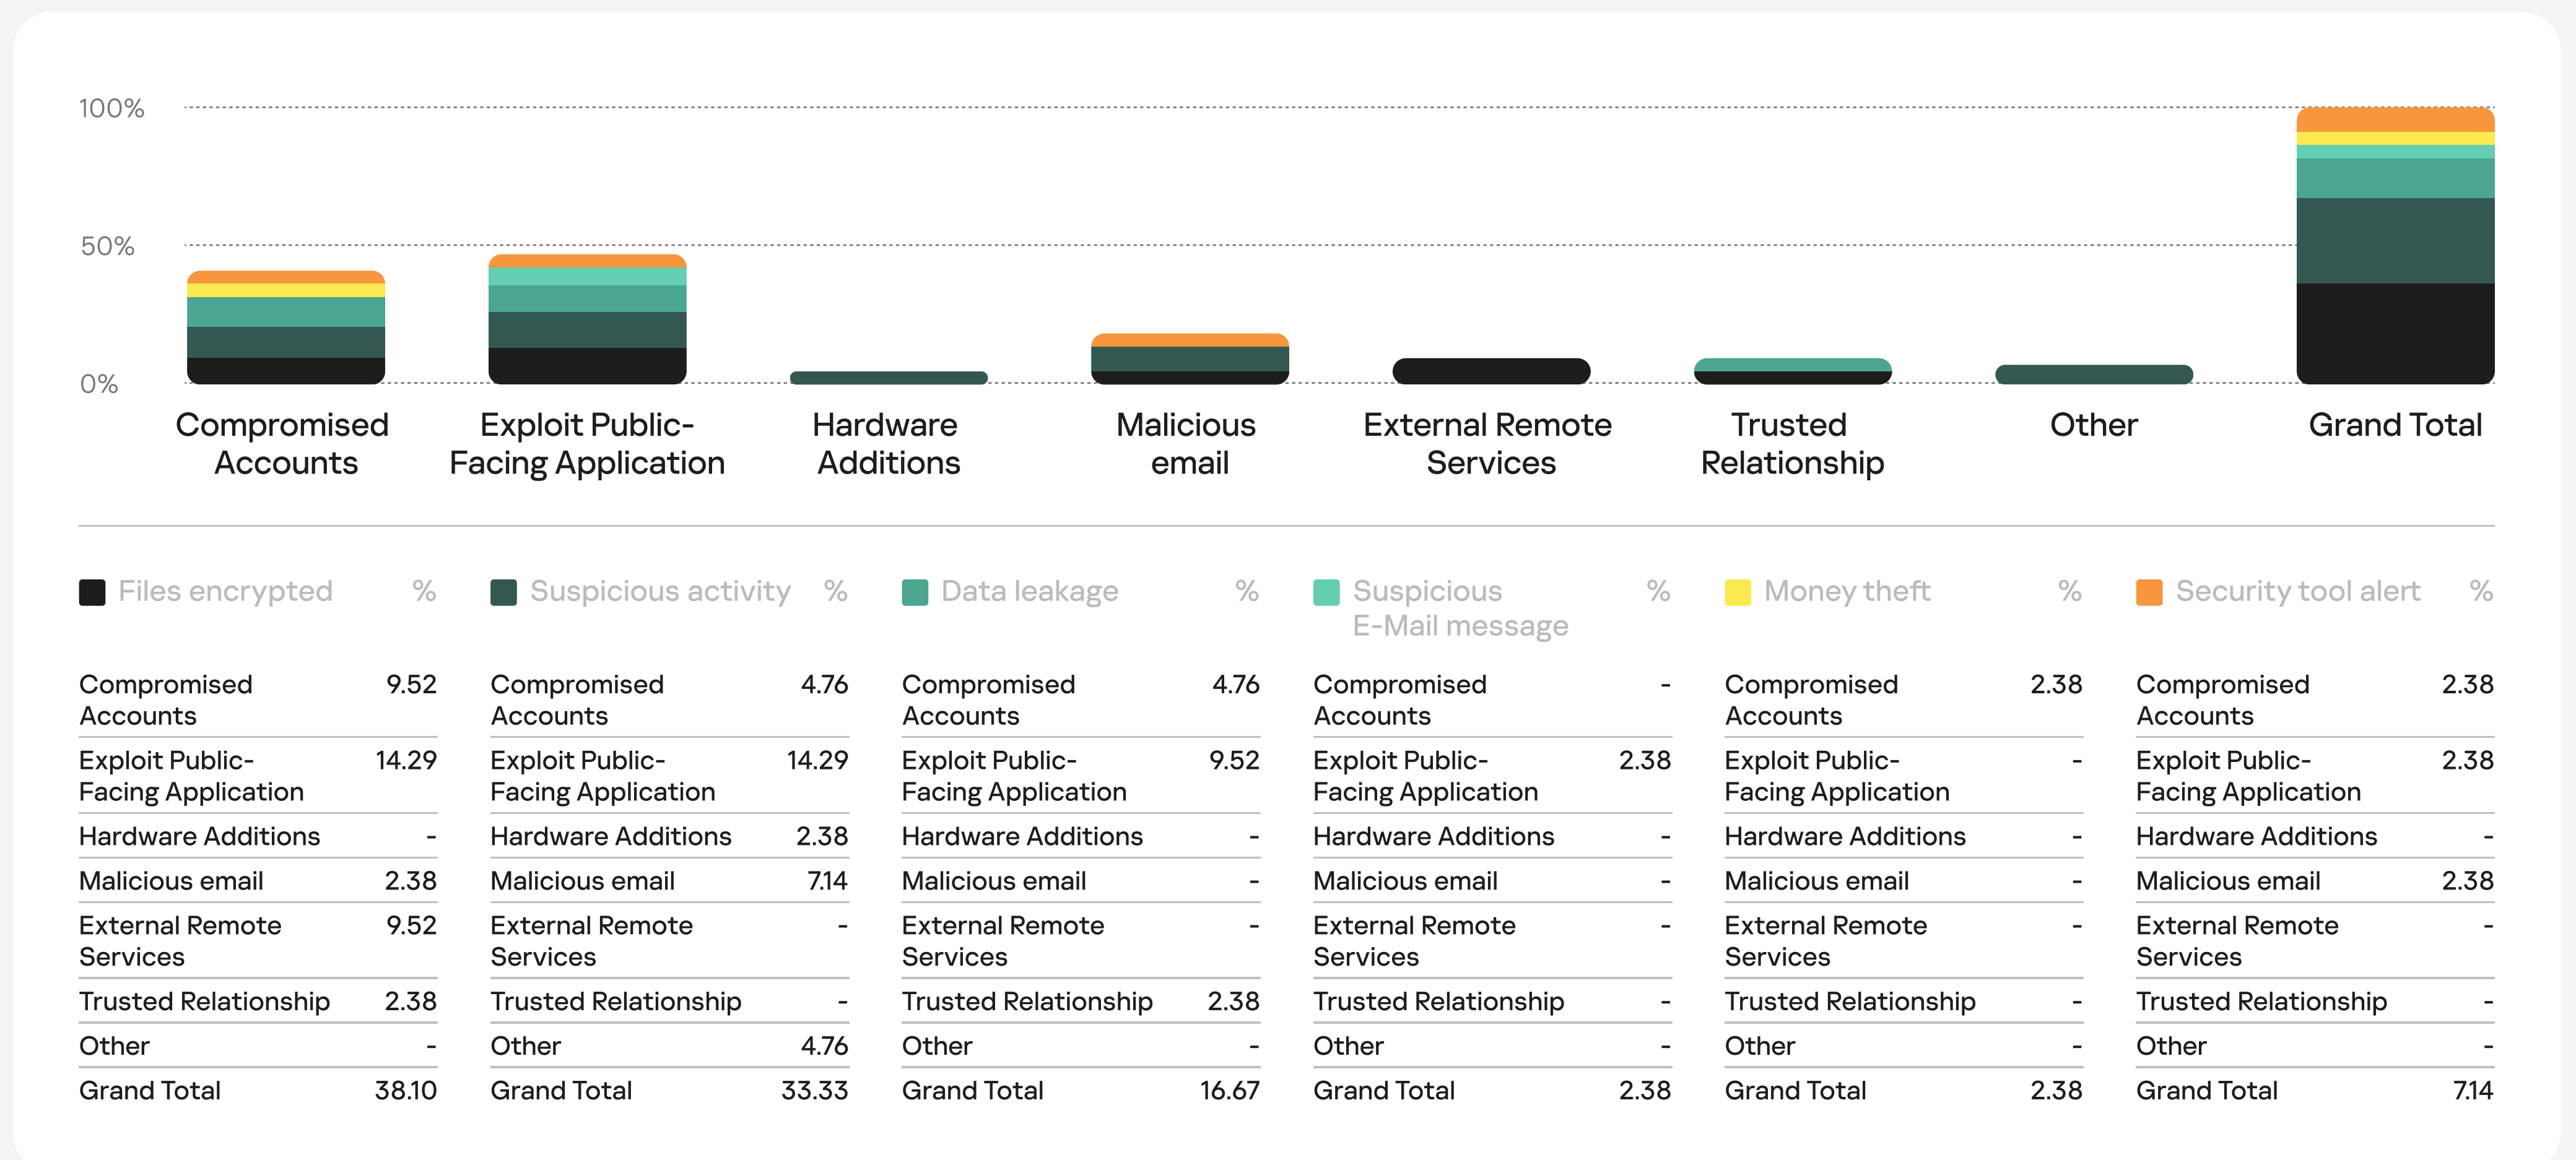 100%
50%
0%
Compromised
Accounts
Exploit Public-
Facing Application
Hardware
Additions
Malicious
email
External Remote
Services
Trusted
Relationship
Other
Grand Total
Files encrypted %
Compromised 9.52
Accounts
Exploit Public- 14.29
Facing Application
Hardware Additions -
Malicious email 2.38
External Remote 9.52
Services
Trusted Relationship 2.38
Other -
Grand Total 38.10
Suspicious activity %
Compromised 4.76
Accounts
Exploit Public- 14.29
Facing Application
Hardware Additions 2.38
Malicious email 7.14
External Remote -
Services
Trusted Relationship -
Other 4.76
Grand Total 33.33
Data leakage %
Compromised 4.76
Accounts
Exploit Public- 9.52
Facing Application
Hardware Additions -
Malicious email -
External Remote -
Services
Trusted Relationship 2.38
Other -
Grand Total 16.67
Suspicious %
E-Mail message
Compromised -
Accounts
Exploit Public- 2.38
Facing Application
Hardware Additions -
Malicious email -
External Remote -
Services
Trusted Relationship -
Other -
Grand Total 2.38
Money theft %
Compromised 2.38
Accounts
Exploit Public- -
Facing Application
Hardware Additions -
Malicious email -
External Remote -
Services
Trusted Relationship -
Other -
Grand Total 2.38
Security tool alert %
Compromised 2.38
Accounts
Exploit Public- 2.38
Facing Application
Hardware Additions -
Malicious email 2.38
External Remote -
Services
Trusted Relationship -
Other -
Grand Total 7.14